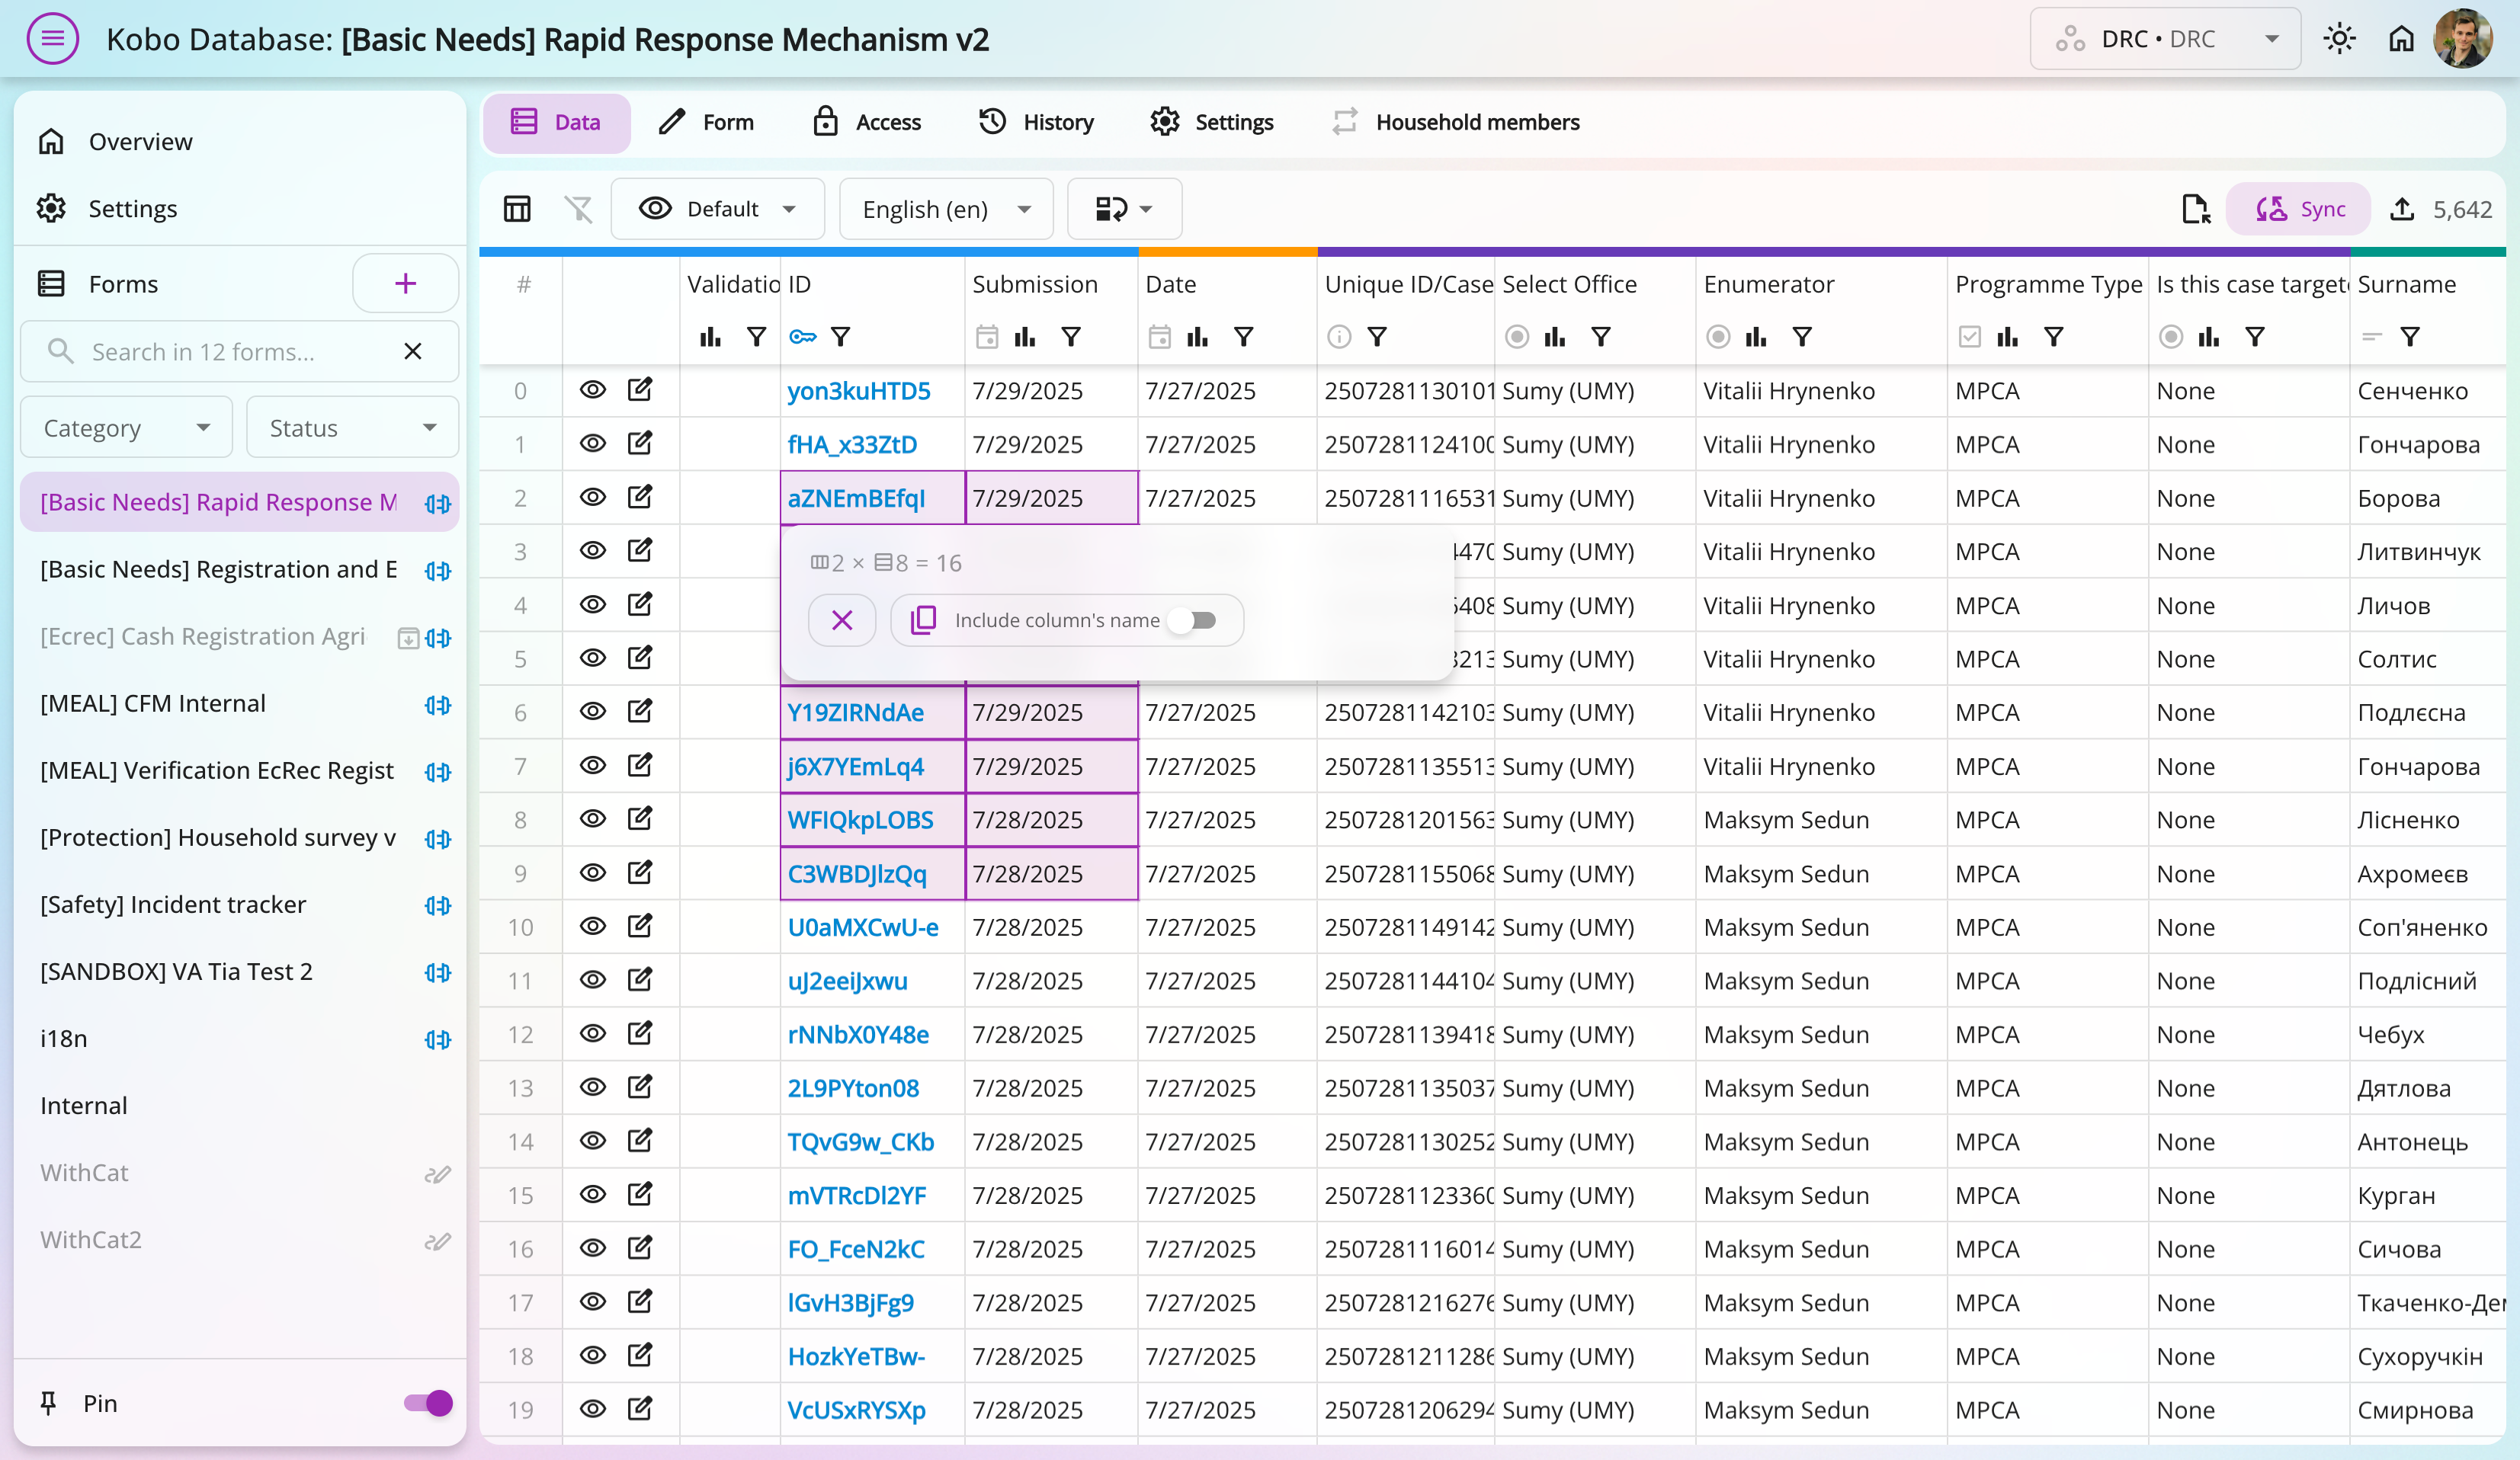 Kobo Database: [Basic Needs] Rapid Response Mechanism v2
DRC • DRC
Overview
Settings
Forms
Search in 12 forms...
Category
Status
[Basic Needs] Rapid Response M
[Basic Needs] Registration and E
[Ecrec] Cash Registration Agri
[MEAL] CFM Internal
[MEAL] Verification EcRec Regist
[Protection] Household survey v
[Safety] Incident tracker
[SANDBOX] VA Tia Test 2
i18n
Internal
WithCat
WithCat2
Pin
Data Form Access History Settings Household members
Default English (en) Sync 5,642
# Validatio ID Submission Date Unique ID/Case Select Office Enumerator Programme Type Is this case targete Surname
0 yon3kuHTD5 7/29/2025 7/27/2025 2507281130101 Sumy (UMY) Vitalii Hrynenko MPCA None Сенченко
1 fHA_x33ZtD 7/29/2025 7/27/2025 2507281124100 Sumy (UMY) Vitalii Hrynenko MPCA None Гончарова
2 aZNEmBEfqI 7/29/2025 7/27/2025 2507281116531 Sumy (UMY) Vitalii Hrynenko MPCA None Борова
3 Sumy (UMY) Vitalii Hrynenko MPCA None Литвинчук
2 × 8 = 16
4 Sumy (UMY) Vitalii Hrynenko MPCA None Личов
Include column's name
5 Sumy (UMY) Vitalii Hrynenko MPCA None Солтис
6 Y19ZIRNdAe 7/29/2025 7/27/2025 2507281142103 Sumy (UMY) Vitalii Hrynenko MPCA None Подлєсна
7 j6X7YEmLq4 7/29/2025 7/27/2025 2507281135513 Sumy (UMY) Vitalii Hrynenko MPCA None Гончарова
8 WFIQkpLOBS 7/28/2025 7/27/2025 2507281201563 Sumy (UMY) Maksym Sedun MPCA None Лісненко
9 C3WBDJlzQq 7/28/2025 7/27/2025 2507281155068 Sumy (UMY) Maksym Sedun MPCA None Ахромеєв
10 U0aMXCwU-e 7/28/2025 7/27/2025 2507281149142 Sumy (UMY) Maksym Sedun MPCA None Соп'яненко
11 uJ2eeiJxwu 7/28/2025 7/27/2025 2507281144104 Sumy (UMY) Maksym Sedun MPCA None Подлісний
12 rNNbX0Y48e 7/28/2025 7/27/2025 2507281139418 Sumy (UMY) Maksym Sedun MPCA None Чебух
13 2L9PYton08 7/28/2025 7/27/2025 2507281135037 Sumy (UMY) Maksym Sedun MPCA None Дятлова
14 TQvG9w_CKb 7/28/2025 7/27/2025 2507281130252 Sumy (UMY) Maksym Sedun MPCA None Антонець
15 mVTRcDl2YF 7/28/2025 7/27/2025 2507281123360 Sumy (UMY) Maksym Sedun MPCA None Курган
16 FO_FceN2kC 7/28/2025 7/27/2025 2507281116014 Sumy (UMY) Maksym Sedun MPCA None Сичова
17 lGvH3BjFg9 7/28/2025 7/27/2025 2507281216276 Sumy (UMY) Maksym Sedun MPCA None Ткаченко-Дем
18 HozkYeTBw- 7/28/2025 7/27/2025 2507281211286 Sumy (UMY) Maksym Sedun MPCA None Сухоручкін
19 VcUSxRYSXp 7/28/2025 7/27/2025 2507281206294 Sumy (UMY) Maksym Sedun MPCA None Смирнова